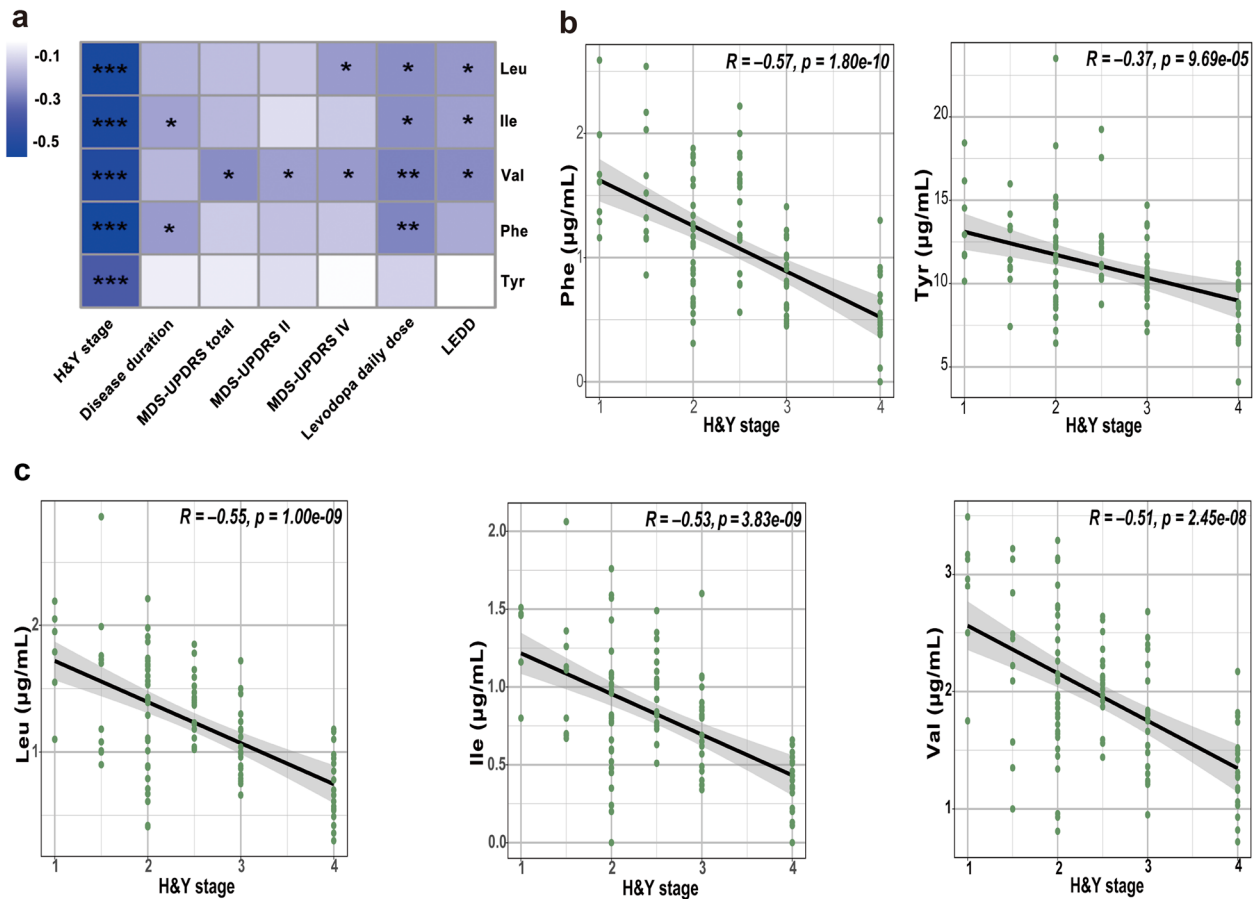 a
-0.1
-0.3
-0.5
*** * * * Leu
*** * * * Ile
*** * * * ** * Val
*** * ** Phe
*** Tyr
H&Y stage
Disease duration
MDS-UPDRS total
MDS-UPDRS II
MDS-UPDRS IV
Levodopa daily dose
LEDD
b
R = −0.57, p = 1.80e-10
Phe (μg/mL)
2
1
0
1 2 3 4
H&Y stage
R = −0.37, p = 9.69e-05
Tyr (μg/mL)
20
15
10
5
1 2 3 4
H&Y stage
c
R = −0.55, p = 1.00e-09
Leu (μg/mL)
2
1
1 2 3 4
H&Y stage
R = −0.53, p = 3.83e-09
Ile (μg/mL)
2.0
1.5
1.0
0.5
0.0
1 2 3 4
H&Y stage
R = −0.51, p = 2.45e-08
Val (μg/mL)
3
2
1
1 2 3 4
H&Y stage